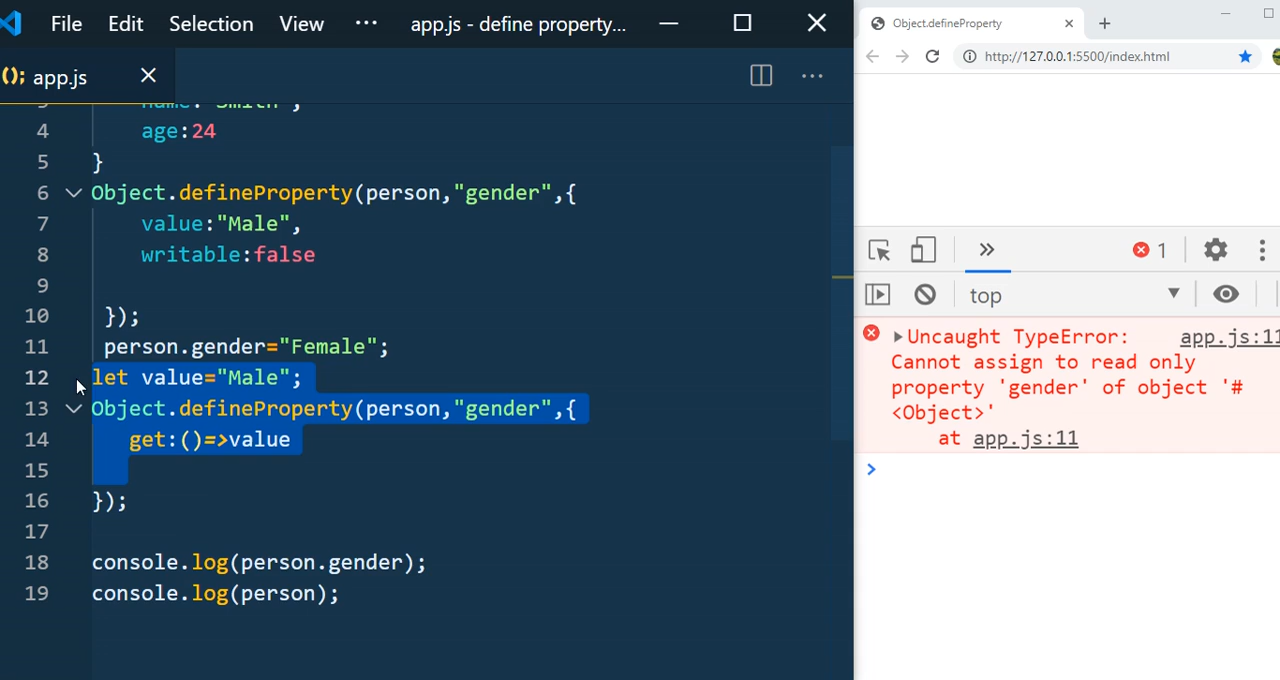 File Edit Selection View ··· app.js - define property...
app.js
3 name:"Smith",
4 age:24
5 }
6 Object.defineProperty(person,"gender",{
7 value:"Male",
8 writable:false
9
10 });
11 person.gender="Female";
12 let value="Male";
13 Object.defineProperty(person,"gender",{
14 get:()=>value
15
16 });
17
18 console.log(person.gender);
19 console.log(person);
Object.defineProperty
http://127.0.0.1:5500/index.html
1
top
Uncaught TypeError: app.js:11
Cannot assign to read only
property 'gender' of object '#
<Object>'
at app.js:11